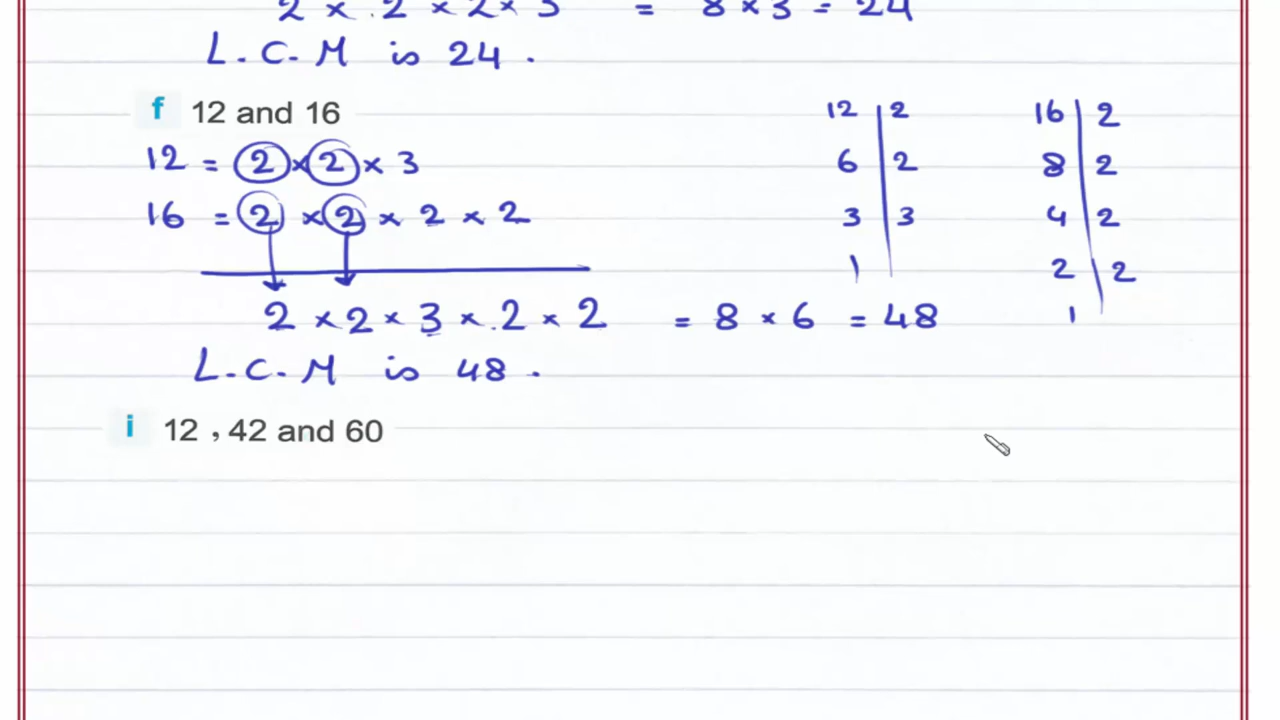 2 × 2 × 2 × 3 = 8 × 3 = 24
L.C.M is 24.
f 12 and 16
12 = 2 × 2 × 3
16 = 2 × 2 × 2 × 2
12 2
6 2
3 3
1
16 2
8 2
4 2
2 2
1
2 × 2 × 3 × 2 × 2 = 8 × 6 = 48
L.C.M is 48.
i 12 , 42 and 60